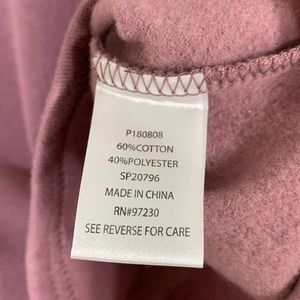 P180808
60%COTTON
40%POLYESTER
SP20796
MADE IN CHINA
RN#97230
SEE REVERSE FOR CARE